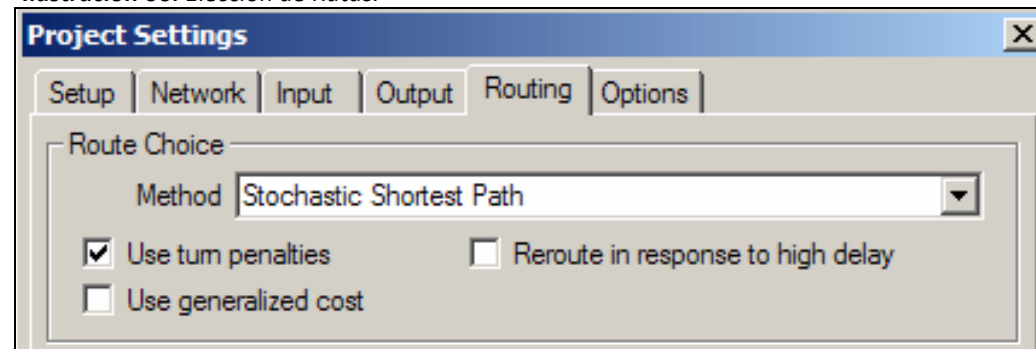 Project Settings
Setup Network Input Output Routing Options
Route Choice
Method Stochastic Shortest Path
Use turn penalties Reroute in response to high delay
Use generalized cost